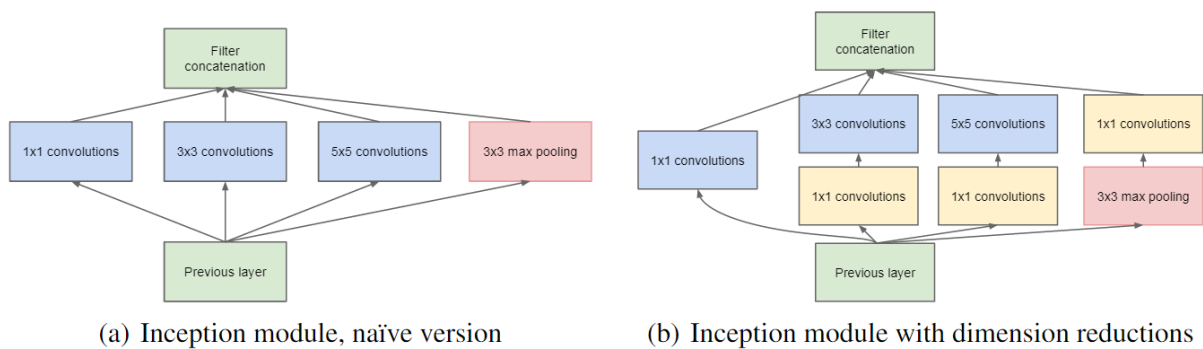 Filter
concatenation
1x1 convolutions
3x3 convolutions
5x5 convolutions
3x3 max pooling
Previous layer
(a) Inception module, naïve version
Filter
concatenation
3x3 convolutions
5x5 convolutions
1x1 convolutions
1x1 convolutions
1x1 convolutions
1x1 convolutions
3x3 max pooling
Previous layer
(b) Inception module with dimension reductions